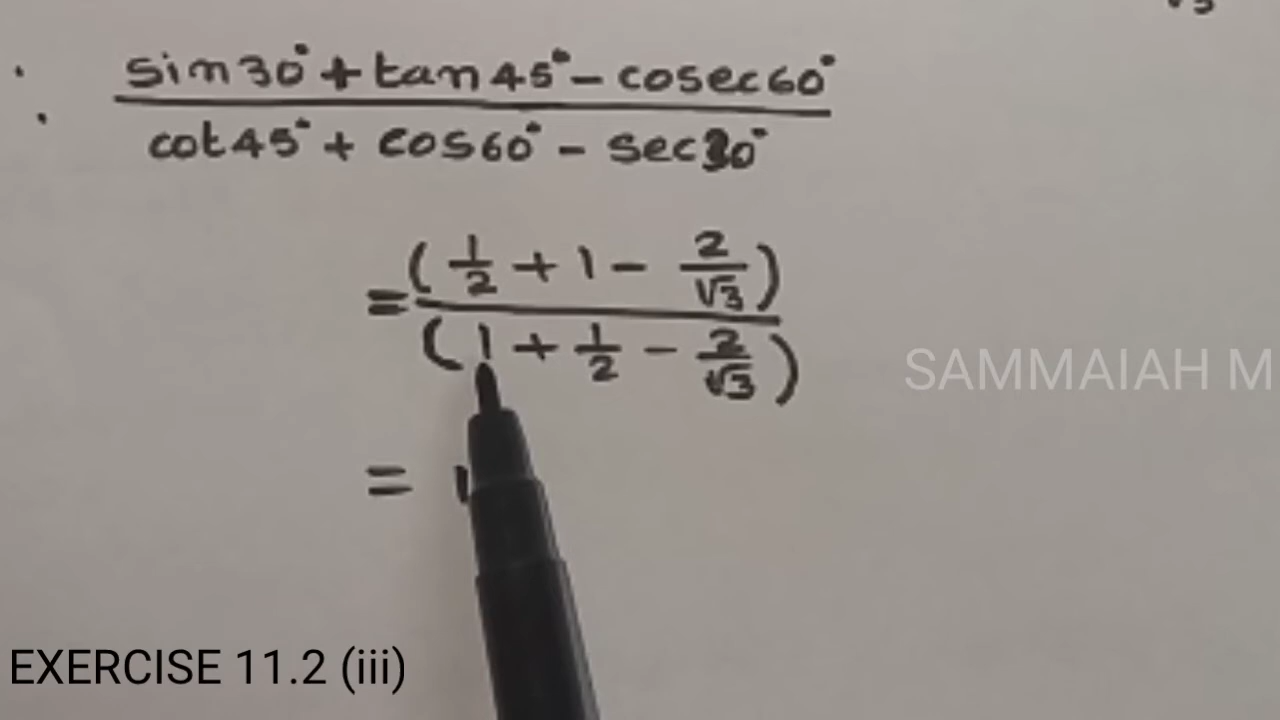 √3
∴ sin30° + tan45° - cosec60°
cot45° + cos60° - sec30°
= (1/2 + 1 - 2/√3)
(1 + 1/2 - 2/√3)
SAMMAIAH M
= 1
EXERCISE 11.2 (iii)